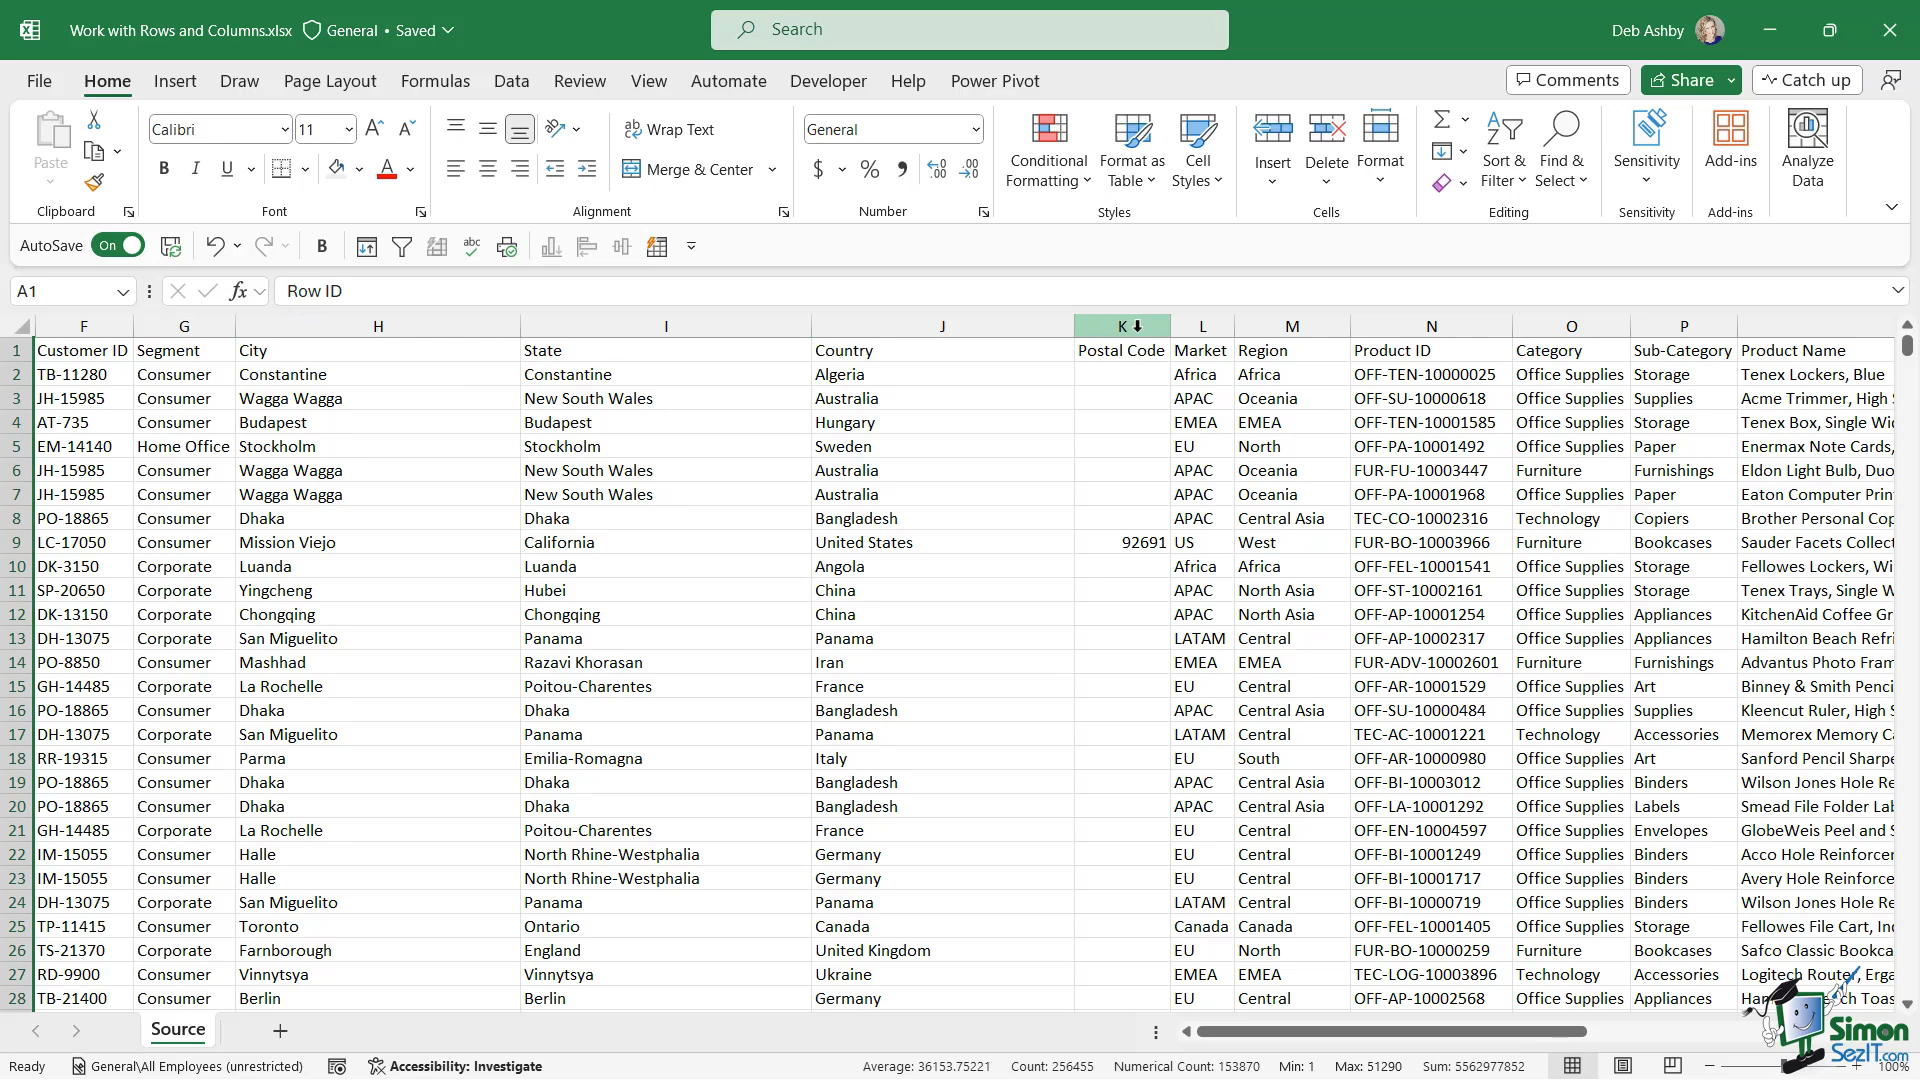 Work with Rows and Columns.xlsx General • Saved Search Deb Ashby
File Home Insert Draw Page Layout Formulas Data Review View Automate Developer Help Power Pivot Comments Share Catch up
Paste Calibri 11 Wrap Text General Conditional Formatting Format as Table Cell Styles Insert Delete Format Sort & Filter Find & Select Sensitivity Add-ins Analyze Data
B I U Merge & Center $ % 9
Clipboard Font Alignment Number Styles Cells Editing Sensitivity Add-ins
AutoSave On B abc
A1 fx Row ID
F G H I J K L M N O P
1 Customer ID Segment City State Country Postal Code Market Region Product ID Category Sub-Category Product Name
2 TB-11280 Consumer Constantine Constantine Algeria Africa Africa OFF-TEN-10000025 Office Supplies Storage Tenex Lockers, Blue
3 JH-15985 Consumer Wagga Wagga New South Wales Australia APAC Oceania OFF-SU-10000618 Office Supplies Supplies Acme Trimmer, High
4 AT-735 Consumer Budapest Budapest Hungary EMEA EMEA OFF-TEN-10001585 Office Supplies Storage Tenex Box, Single
5 EM-14140 Home Office Stockholm Stockholm Sweden EU North OFF-PA-10001492 Office Supplies Paper Enermax Note Cards,
6 JH-15985 Consumer Wagga Wagga New South Wales Australia APAC Oceania FUR-FU-10003447 Furniture Furnishings Eldon Light Bulb, Duo
7 JH-15985 Consumer Wagga Wagga New South Wales Australia APAC Oceania OFF-PA-10001968 Office Supplies Paper Eaton Computer Prin
8 PO-18865 Consumer Dhaka Dhaka Bangladesh APAC Central Asia TEC-CO-10002316 Technology Copiers Brother Personal Cop
9 LC-17050 Consumer Mission Viejo California United States 92691 US West FUR-BO-10003966 Furniture Bookcases Sauder Facets Collect
10 DK-3150 Corporate Luanda Luanda Angola Africa Africa OFF-FEL-10001541 Office Supplies Storage Fellowes Lockers, Wi
11 SP-20650 Corporate Yingcheng Hubei China APAC North Asia OFF-ST-10002161 Office Supplies Storage Tenex Trays, Single W
12 DK-13150 Corporate Chongqing Chongqing China APAC North Asia OFF-AP-10001254 Office Supplies Appliances KitchenAid Coffee Gr
13 DH-13075 Corporate San Miguelito Panama Panama LATAM Central OFF-AP-10002317 Office Supplies Appliances Hamilton Beach Refri
14 PO-8850 Consumer Mashhad Razavi Khorasan Iran EMEA EMEA FUR-ADV-10002601 Furniture Furnishings Advantus Photo Fram
15 GH-14485 Corporate La Rochelle Poitou-Charentes France EU Central OFF-AR-10001529 Office Supplies Art Binney & Smith Penci
16 PO-18865 Consumer Dhaka Dhaka Bangladesh APAC Central Asia OFF-SU-10000484 Office Supplies Supplies Kleencut Ruler, High
17 DH-13075 Corporate San Miguelito Panama Panama LATAM Central TEC-AC-10001221 Technology Accessories Memorex Memory Ca
18 RR-19315 Consumer Parma Emilia-Romagna Italy EU South OFF-AR-10000980 Office Supplies Art Sanford Pencil Sharpe
19 PO-18865 Consumer Dhaka Dhaka Bangladesh APAC Central Asia OFF-BI-10003012 Office Supplies Binders Wilson Jones Hole Re
20 PO-18865 Consumer Dhaka Dhaka Bangladesh APAC Central Asia OFF-LA-10001292 Office Supplies Labels Smead File Folder Lab
21 GH-14485 Corporate La Rochelle Poitou-Charentes France EU Central OFF-EN-10004597 Office Supplies Envelopes GlobeWeis Peel and
22 IM-15055 Consumer Halle North Rhine-Westphalia Germany EU Central OFF-BI-10001249 Office Supplies Binders Acco Hole Reinforcer
23 IM-15055 Consumer Halle North Rhine-Westphalia Germany EU Central OFF-BI-10001717 Office Supplies Binders Avery Hole Reinforce
24 DH-13075 Corporate San Miguelito Panama Panama LATAM Central OFF-BI-10000719 Office Supplies Binders Wilson Jones Hole Re
25 TP-11415 Consumer Toronto Ontario Canada Canada Canada OFF-FEL-10001405 Office Supplies Storage Fellowes File Cart,
26 TS-21370 Corporate Farnborough England United Kingdom EU North FUR-BO-10000259 Furniture Bookcases Safco Classic Bookca
27 RD-9900 Consumer Vinnytsya Vinnytsya Ukraine EMEA EMEA TEC-LOG-10003896 Technology Accessories Logitech Router, Erga
28 TB-21400 Consumer Berlin Berlin Germany EU Central OFF-AP-10002568 Office Supplies Appliances
Source
Simon SezIT.com
Ready General\All Employees (unrestricted) Accessibility: Investigate Average: 36153.75221 Count: 256455 Numerical Count: 153870 Min: 1 Max: 51290 Sum: 5562977852 100%